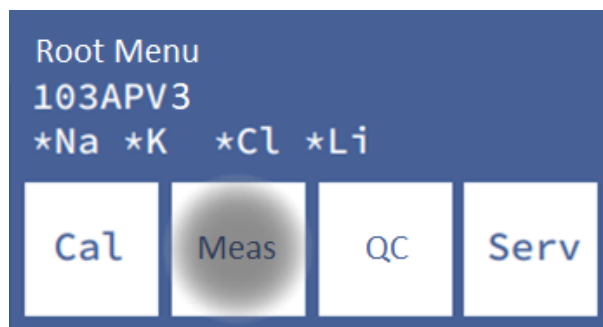 Root Menu
103APV3
*Na *K *Cl *Li
Cal Meas QC Serv